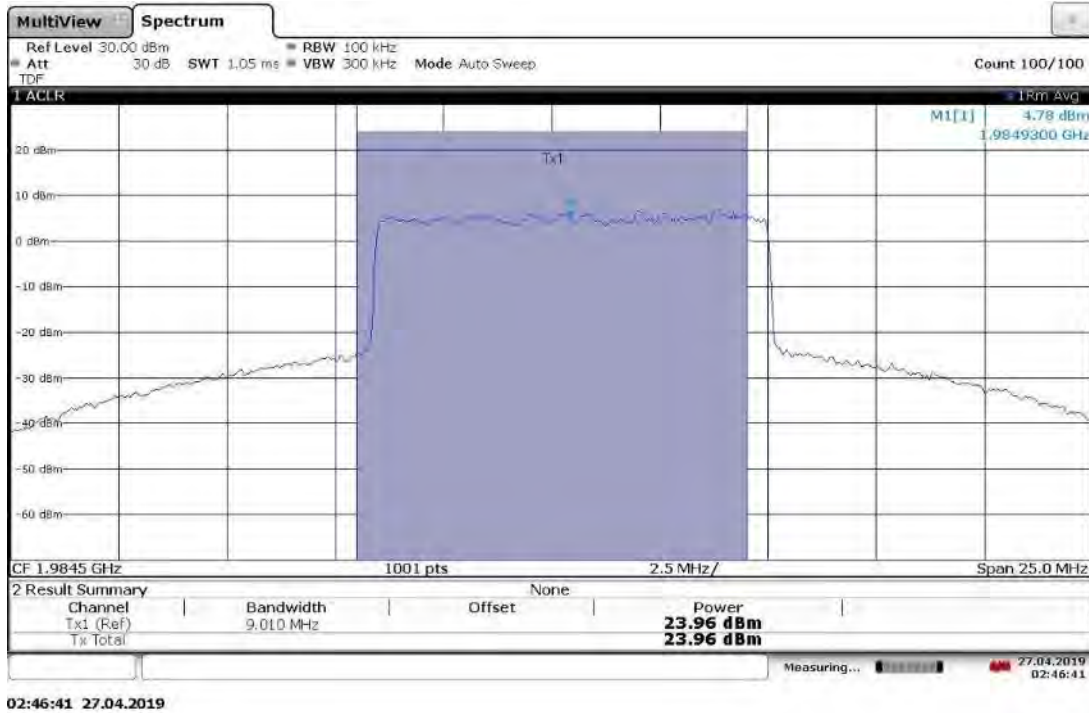 MultiView Spectrum
Ref Level 30.00 dBm RBW 100 kHz
Att 30 dB SWT 1.05 ms VBW 300 kHz Mode Auto Sweep Count 100/100
TDF
1 ACLR 1Rm Avg
M1[1] 4.78 dBm
1.9849300 GHz
20 dBm
Tx1
10 dBm
0 dBm
-10 dBm
-20 dBm
-30 dBm
-40 dBm
-50 dBm
-60 dBm
CF 1.9845 GHz 1001 pts 2.5 MHz/ Span 25.0 MHz
2 Result Summary None
Channel Bandwidth Offset Power
Tx1 (Ref) 9.010 MHz 23.96 dBm
Tx Total 23.96 dBm
Measuring... 27.04.2019
02:46:41
02:46:41 27.04.2019